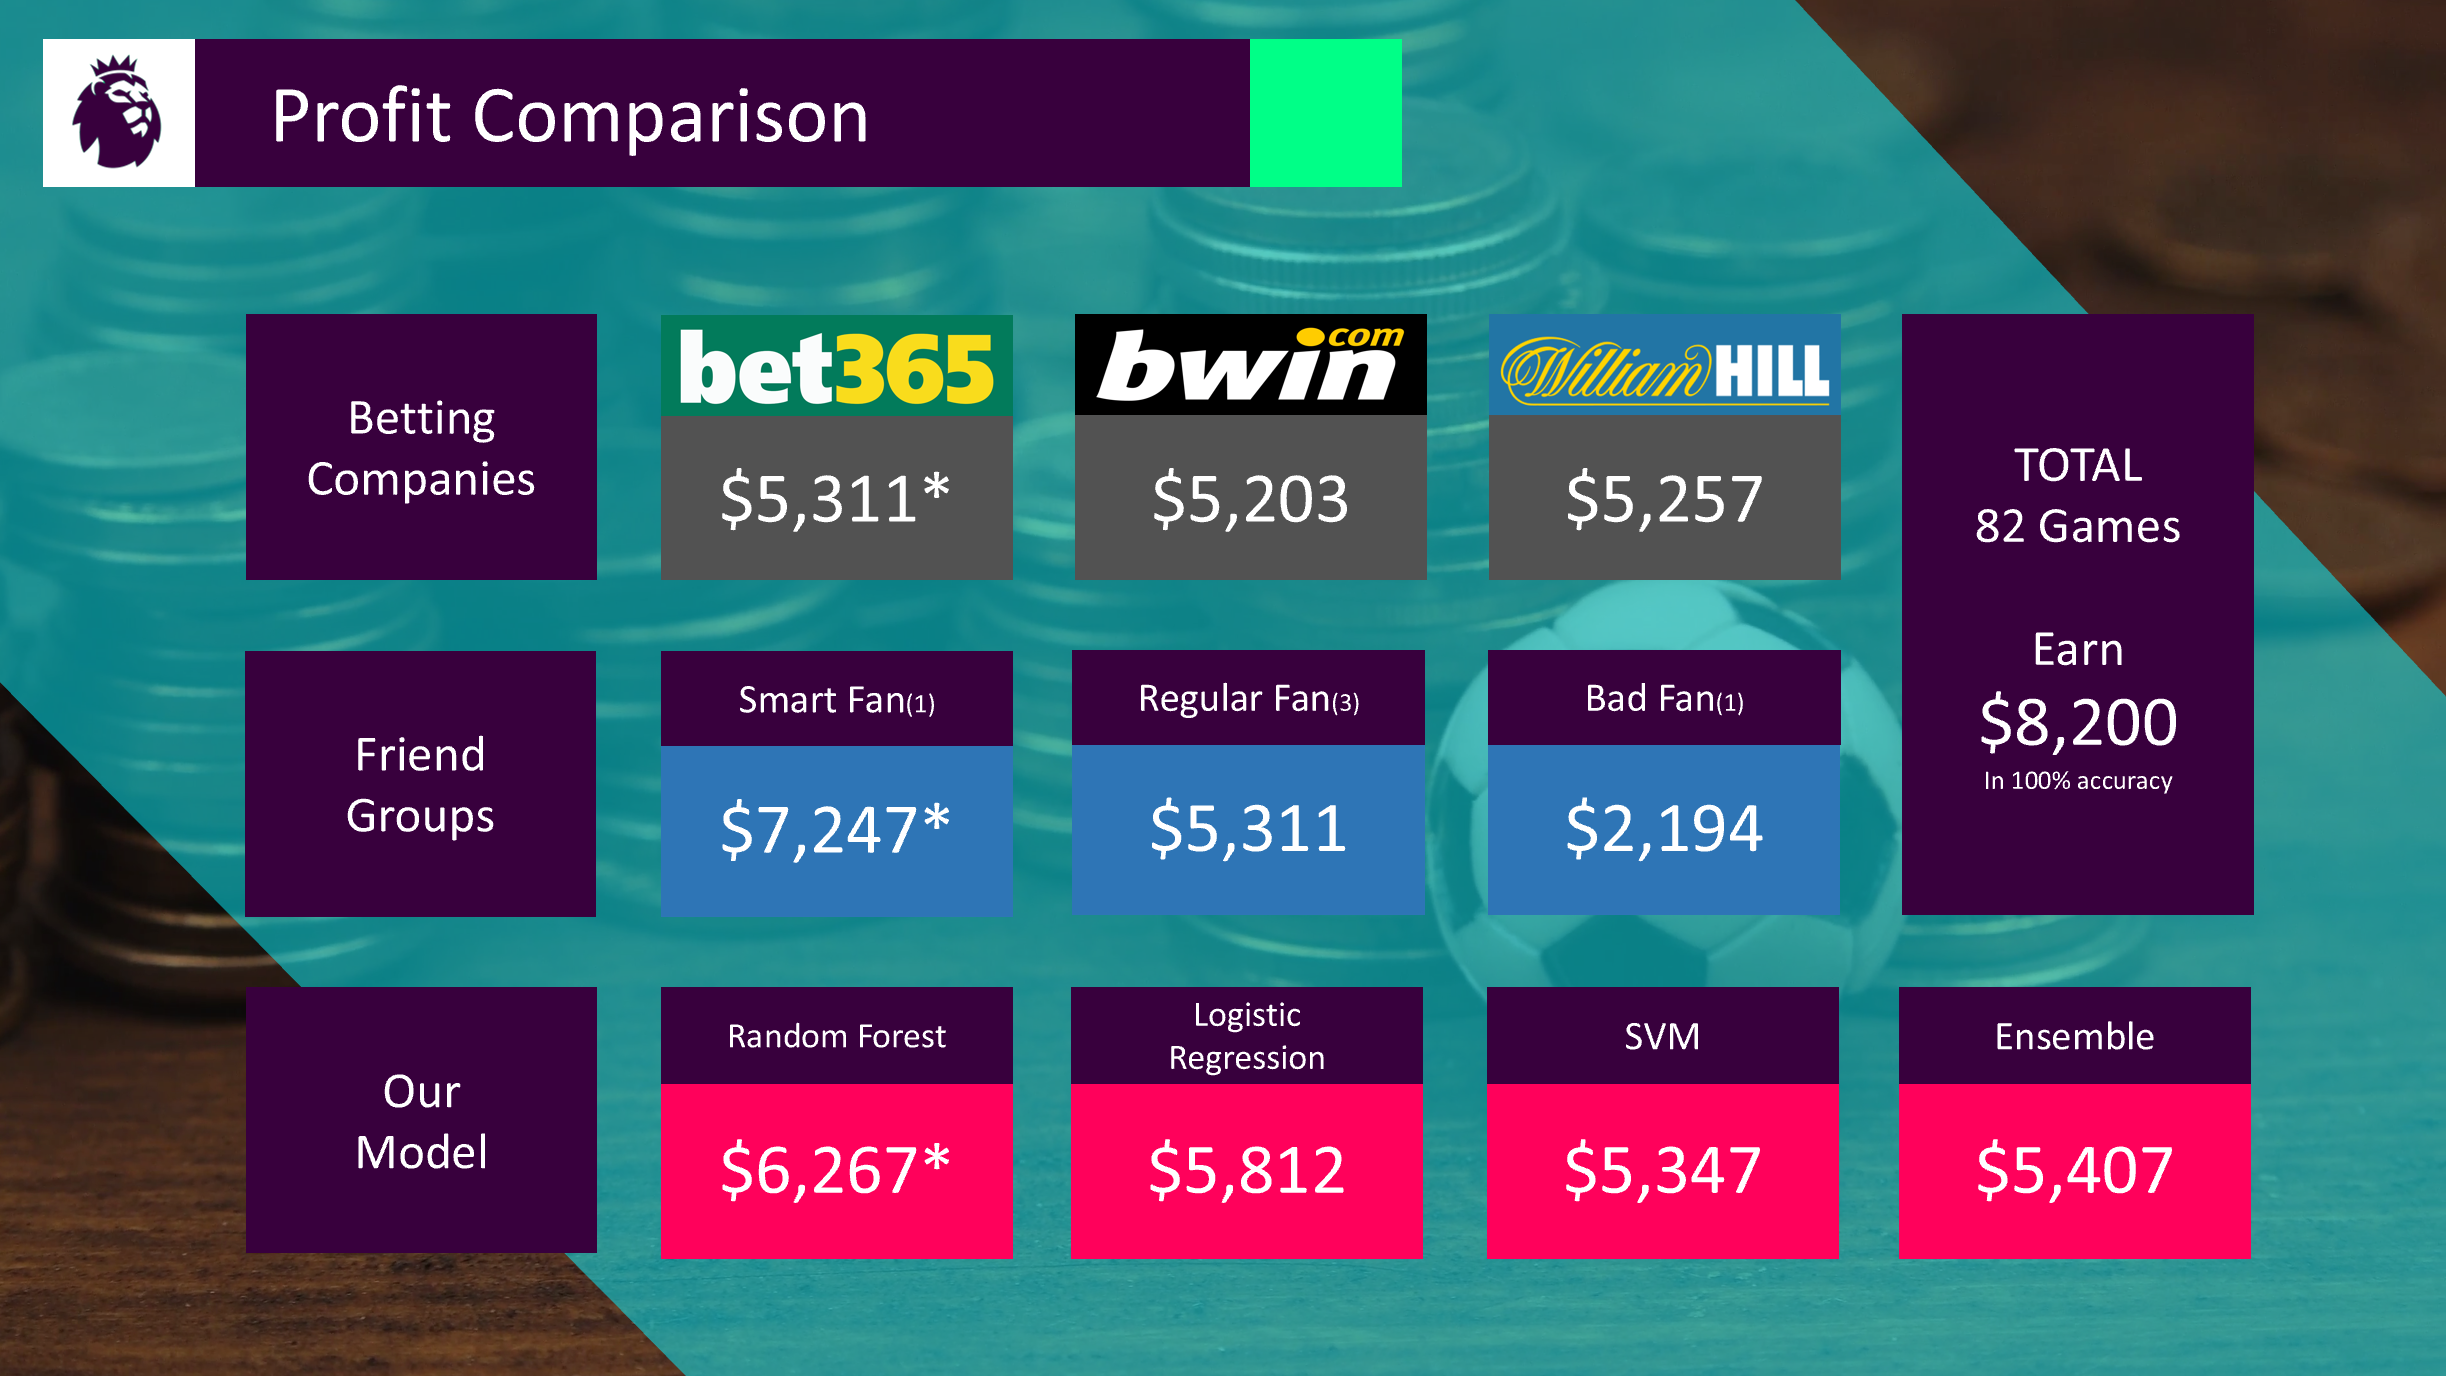 Profit Comparison
Betting
Companies
bet365
bwin.com
William HILL
$5,311*
$5,203
$5,257
TOTAL
82 Games
Earn
$8,200
In 100% accuracy
Friend
Groups
Smart Fan(1)
Regular Fan(3)
Bad Fan(1)
$7,247*
$5,311
$2,194
Our
Model
Random Forest
Logistic
Regression
SVM
Ensemble
$6,267*
$5,812
$5,347
$5,407